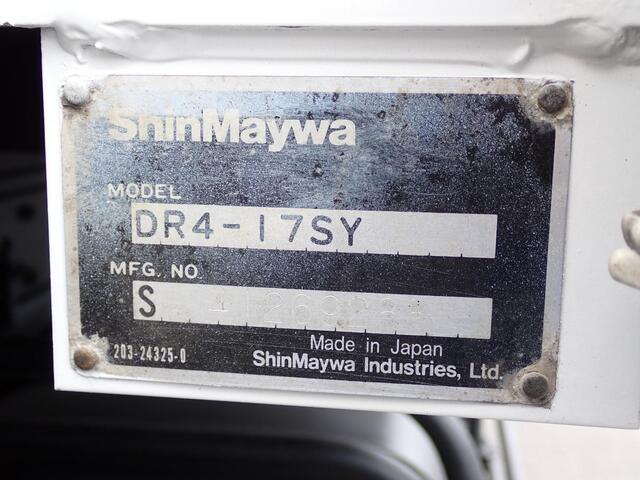 ShinMaywa
MODEL
DR4-17SY
MFG. NO
S
203-24325-0
Made in Japan
ShinMaywa Industries, Ltd.